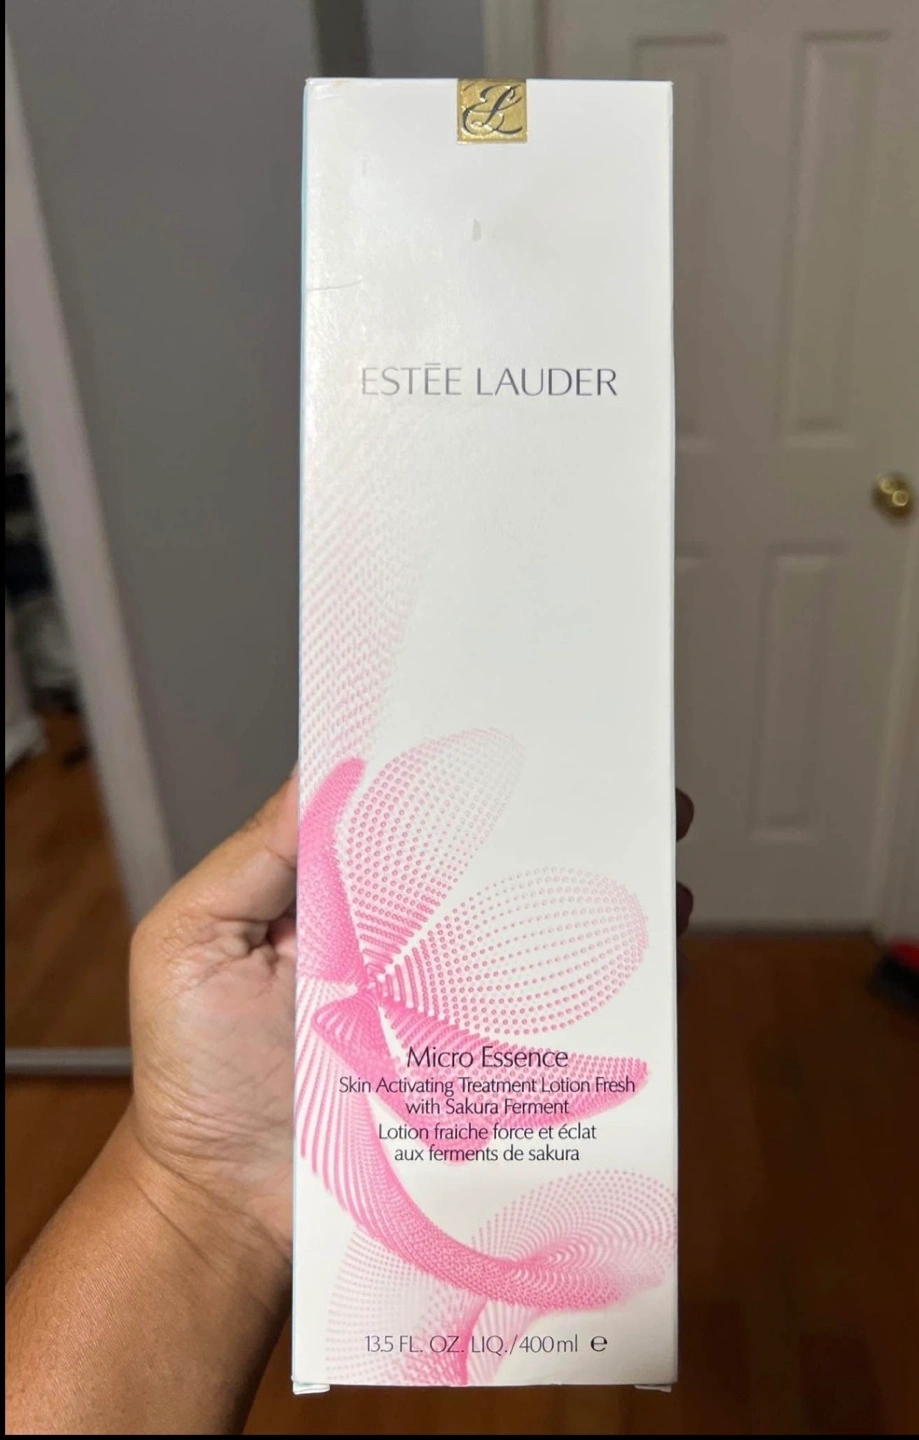 EL
ESTĒE LAUDER
Micro Essence
Skin Activating Treatment Lotion Fresh
with Sakura Ferment
Lotion fraiche force et éclat
aux ferments de sakura
13.5 FL. OZ. LIQ./400ml ℮